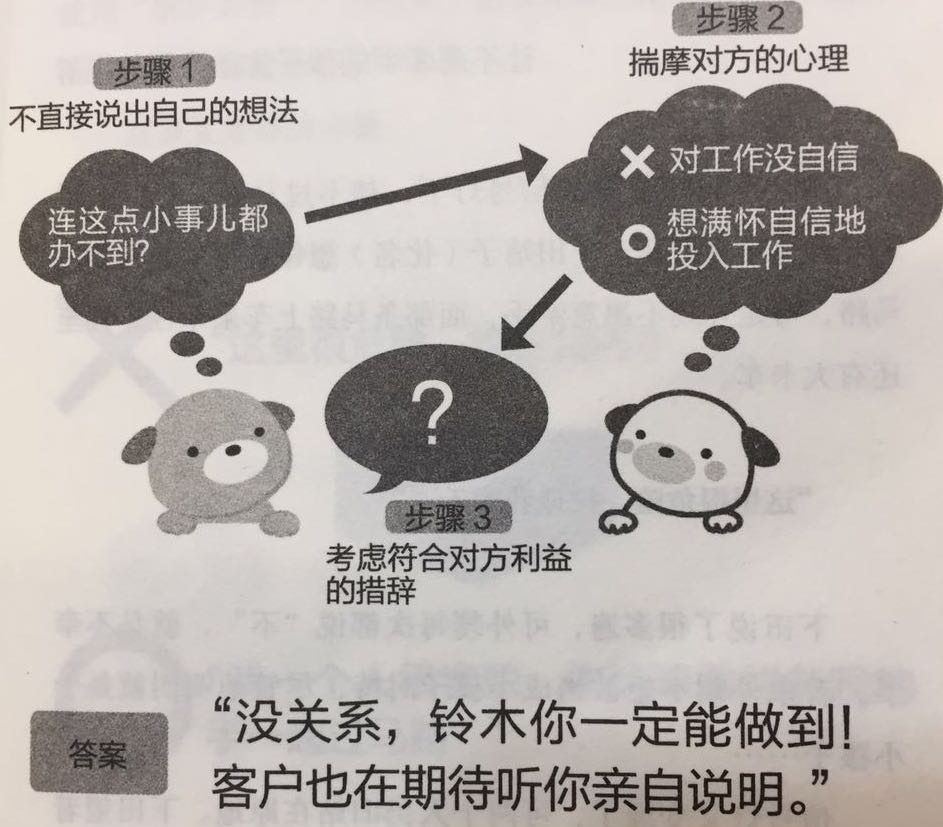 步骤1
不直接说出自己的想法
连这点小事儿都
办不到?
步骤2
揣摩对方的心理
× 对工作没自信
○ 想满怀自信地
投入工作
?
步骤3
考虑符合对方利益
的措辞
答案
“没关系，铃木你一定能做到!
客户也在期待听你亲自说明。”